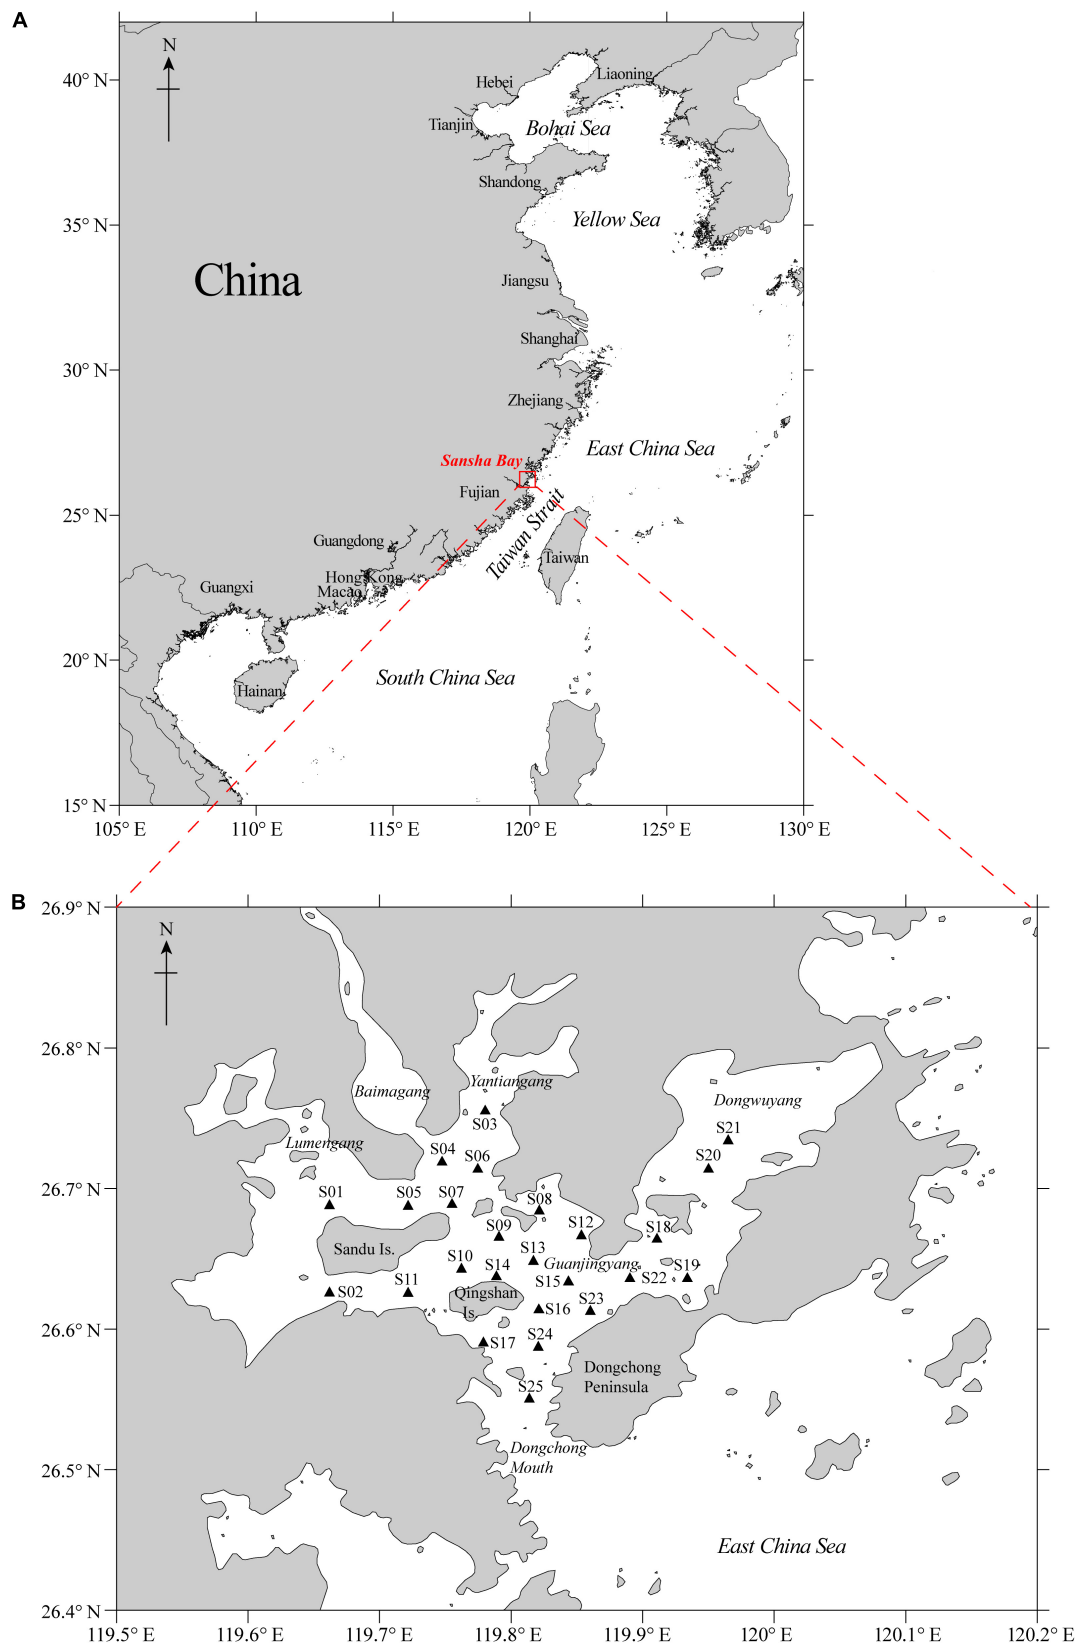 A
N
40° N
Hebei
Liaoning
Tianjin
Bohai Sea
Shandong
35° N
Yellow Sea
China
Jiangsu
Shanghai
30° N
Zhejiang
East China Sea
Sansha Bay
Fujian
25° N
Taiwan Strait
Guangdong
Taiwan
Hong Kong
Macao
Guangxi
20° N
South China Sea
Hainan
15° N
105° E
110° E
115° E
120° E
125° E
130° E
B
26.9° N
N
26.8° N
Baimagang
Yantiangang
Dongwuyang
S03
S21
Lumengang
S04
S06
S20
26.7° N
S01
S05
S07
S08
S09
S12
S18
Sandu Is.
S10
S13
S14
Guanjingyang
S19
S02
S11
S15
S22
Qingshan
Is.
S16
S23
26.6° N
S17
S24
Dongchong
Peninsula
S25
Dongchong
Mouth
26.5° N
East China Sea
26.4° N
119.5° E
119.6° E
119.7° E
119.8° E
119.9° E
120.0° E
120.1° E
120.2° E